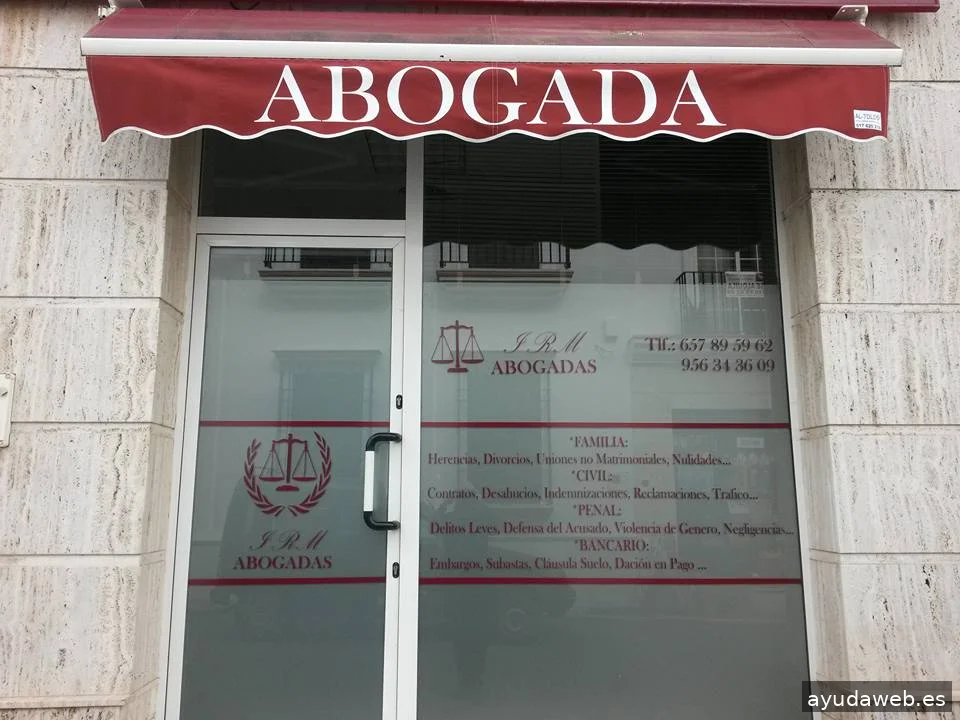 ABOGADA
AL-TOLDO
I R M
ABOGADAS
Tlf.: 657 89 59 62
956 34 36 09
*FAMILIA:
Herencias, Divorcios, Uniones no Matrimoniales, Nulidades...
*CIVIL:
Contratos, Desahucios, Indemnizaciones, Reclamaciones, Trafico...
*PENAL:
Delitos Leves, Defensa del Acusado, Violencia de Genero, Negligencias...
*BANCARIO:
Embargos, Subastas, Cláusula Suelo, Dación en Pago ...
I R M
ABOGADAS
ayudaweb.es